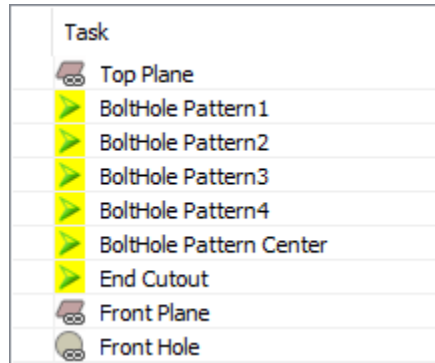 Task
Top Plane
BoltHole Pattern1
BoltHole Pattern2
BoltHole Pattern3
BoltHole Pattern4
BoltHole Pattern Center
End Cutout
Front Plane
Front Hole